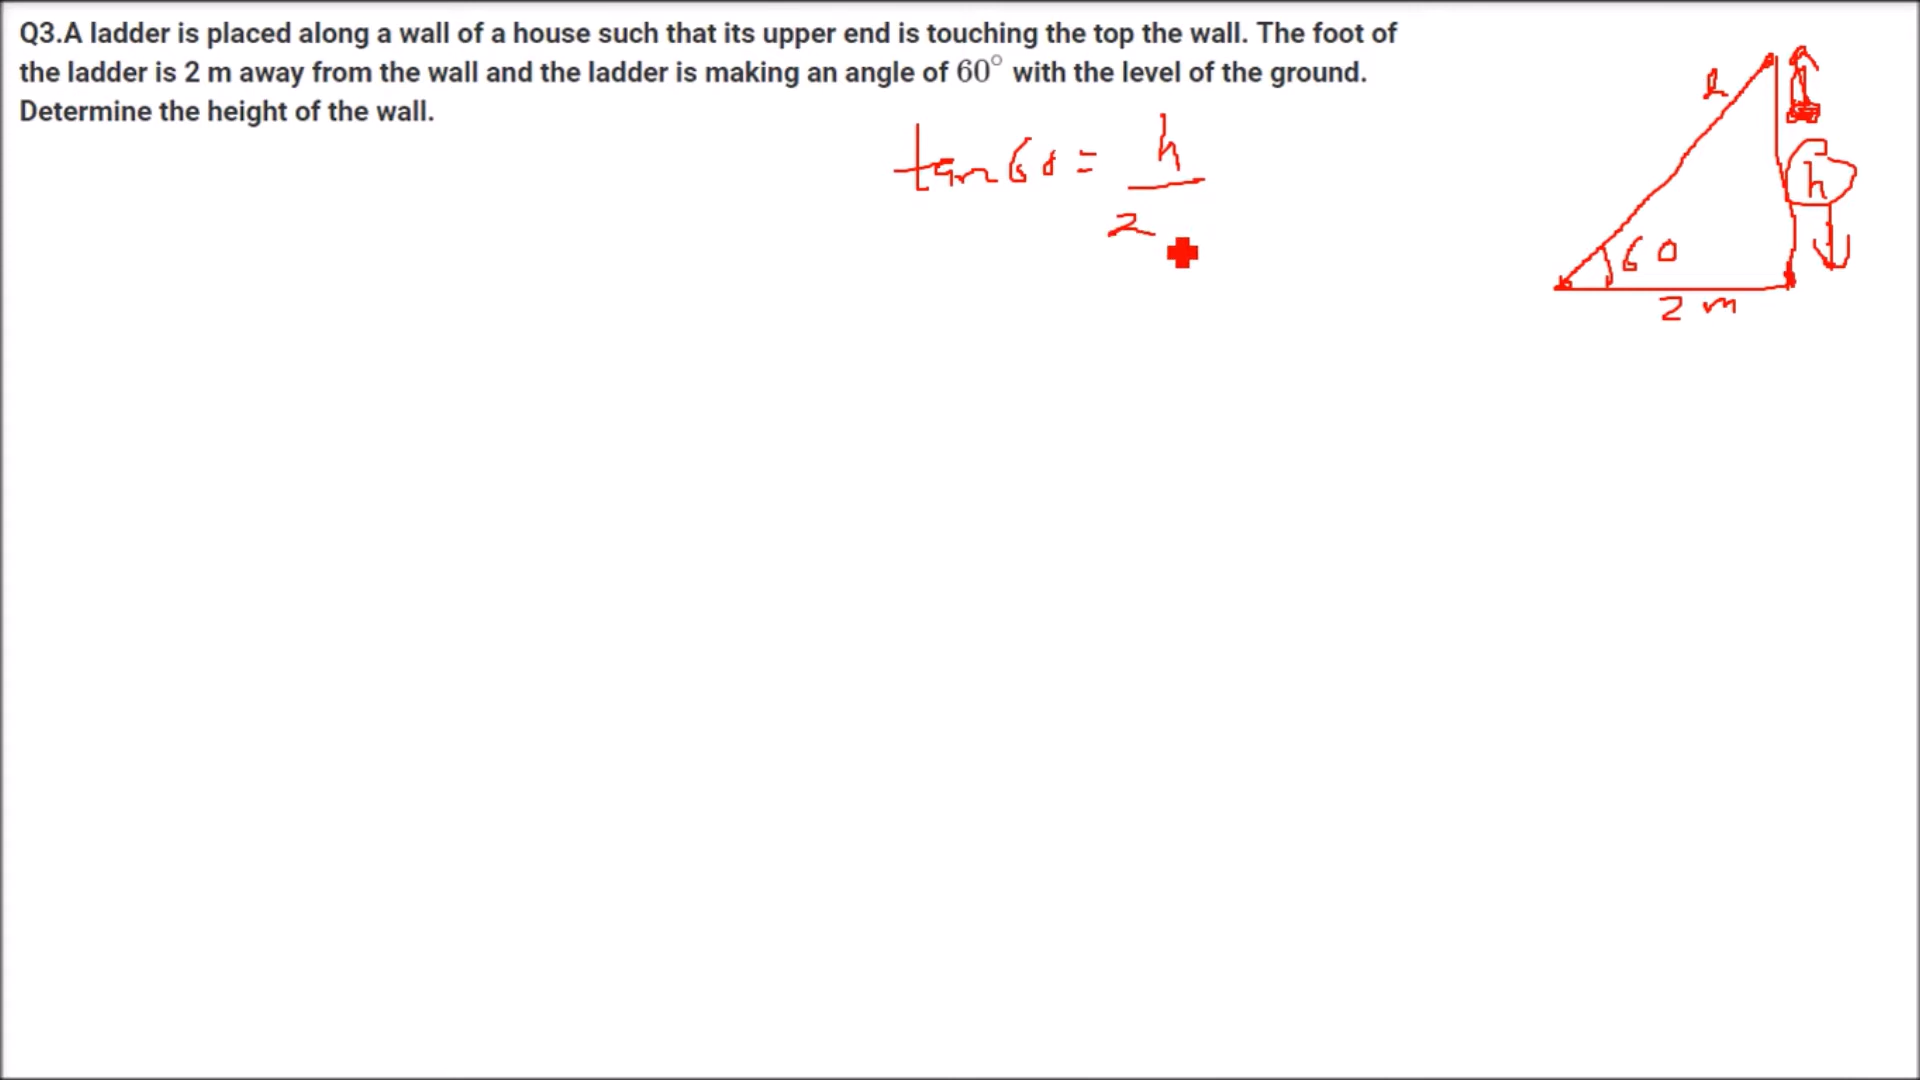 Q3.A ladder is placed along a wall of a house such that its upper end is touching the top the wall. The foot of
the ladder is 2 m away from the wall and the ladder is making an angle of 60° with the level of the ground.
Determine the height of the wall.
tan 60 = h
2
l
h
60
2 m